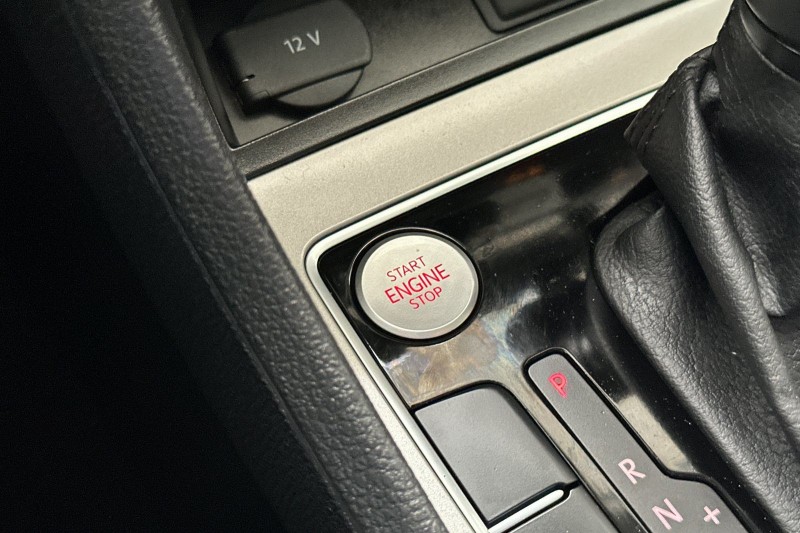 12 V
START
ENGINE
STOP
P
R
N +